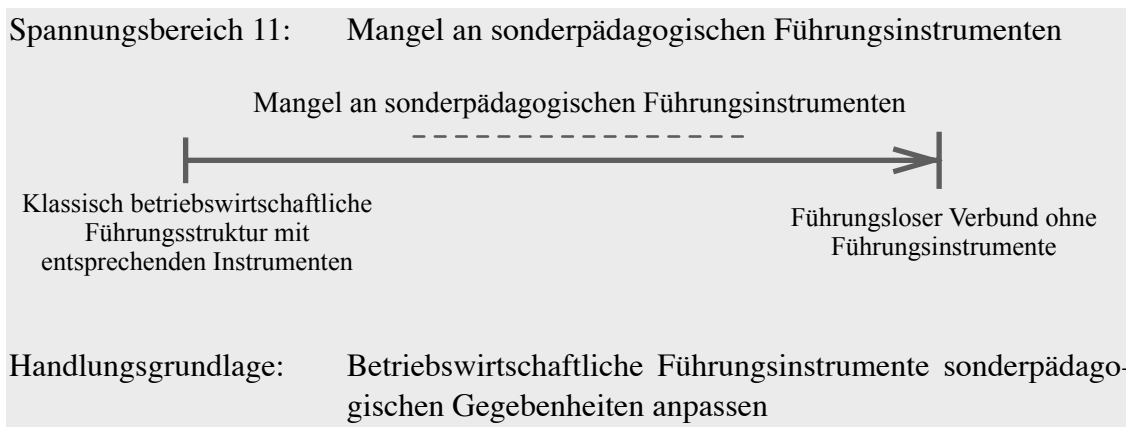 Spannungsbereich 11: Mangel an sonderpädagogischen Führungsinstrumenten
Mangel an sonderpädagogischen Führungsinstrumenten
Klassisch betriebswirtschaftliche
Führungsstruktur mit
entsprechenden Instrumenten
Führungsloser Verbund ohne
Führungsinstrumente
Handlungsgrundlage: Betriebswirtschaftliche Führungsinstrumente sonderpädago-
gischen Gegebenheiten anpassen